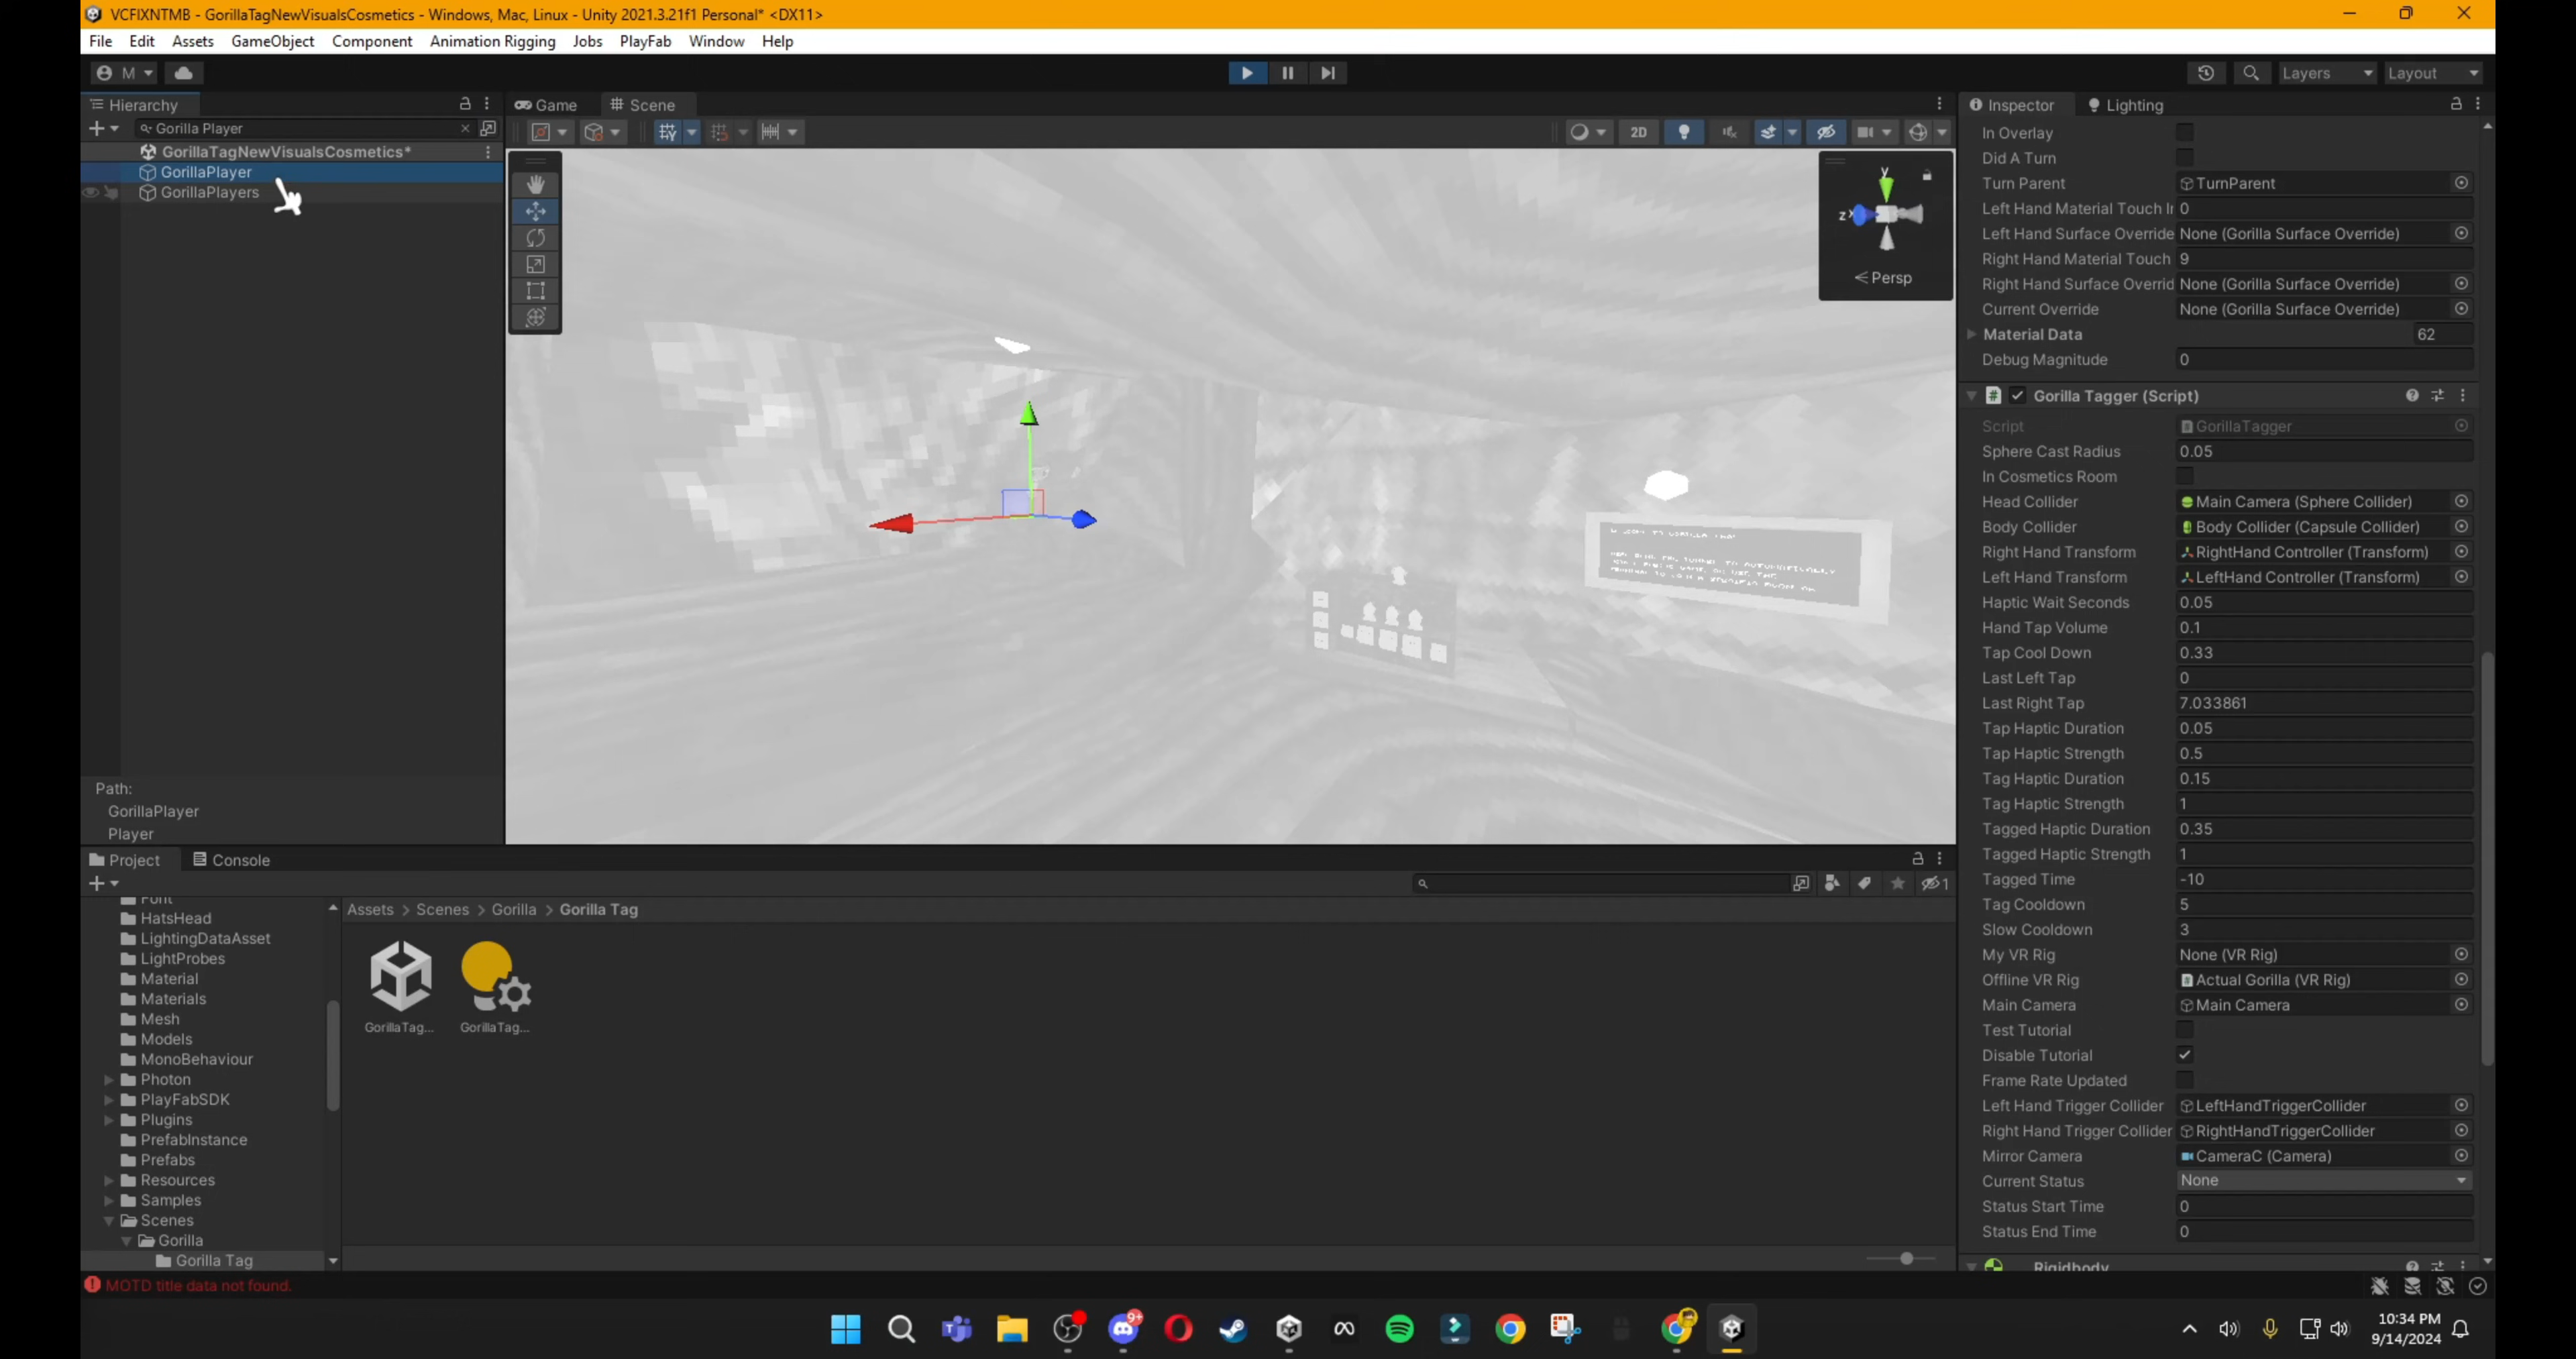 VCFIXNTMB - GorillaTagNewVisualsCosmetics - Windows, Mac, Linux - Unity 2021.3.21f1 Personal* <DX11>
File Edit Assets GameObject Component Animation Rigging Jobs PlayFab Window Help
M Layers Layout
Hierarchy
Gorilla Player
GorillaTagNewVisualsCosmetics*
GorillaPlayer
GorillaPlayers
Path:
GorillaPlayer
Player
Game Scene
2D
y
z
Persp
Inspector Lighting
In Overlay
Did A Turn
Turn Parent TurnParent
Left Hand Material Touch I 0
Left Hand Surface Override None (Gorilla Surface Override)
Right Hand Material Touch 9
Right Hand Surface Overrid None (Gorilla Surface Override)
Current Override None (Gorilla Surface Override)
Material Data 62
Debug Magnitude 0
Gorilla Tagger (Script)
Script GorillaTagger
Sphere Cast Radius 0.05
In Cosmetics Room
Head Collider Main Camera (Sphere Collider)
Body Collider Body Collider (Capsule Collider)
Right Hand Transform RightHand Controller (Transform)
Left Hand Transform LeftHand Controller (Transform)
Haptic Wait Seconds 0.05
Hand Tap Volume 0.1
Tap Cool Down 0.33
Last Left Tap 0
Last Right Tap 7.033861
Tap Haptic Duration 0.05
Tap Haptic Strength 0.5
Tag Haptic Duration 0.15
Tag Haptic Strength 1
Tagged Haptic Duration 0.35
Tagged Haptic Strength 1
Tagged Time -10
Tag Cooldown 5
Slow Cooldown 3
My VR Rig None (VR Rig)
Offline VR Rig Actual Gorilla (VR Rig)
Main Camera Main Camera
Test Tutorial
Disable Tutorial
Frame Rate Updated
Left Hand Trigger Collider LeftHandTriggerCollider
Right Hand Trigger Collider RightHandTriggerCollider
Mirror Camera CameraC (Camera)
Current Status None
Status Start Time 0
Status End Time 0
Rigidbody
Project Console
1
Font
HatsHead
LightingDataAsset
LightProbes
Material
Materials
Mesh
Models
MonoBehaviour
Photon
PlayFabSDK
Plugins
PrefabInstance
Prefabs
Resources
Samples
Scenes
Gorilla
Gorilla Tag
Assets > Scenes > Gorilla > Gorilla Tag
GorillaTag... GorillaTag...
MOTD title data not found.
9+
10:34 PM
9/14/2024